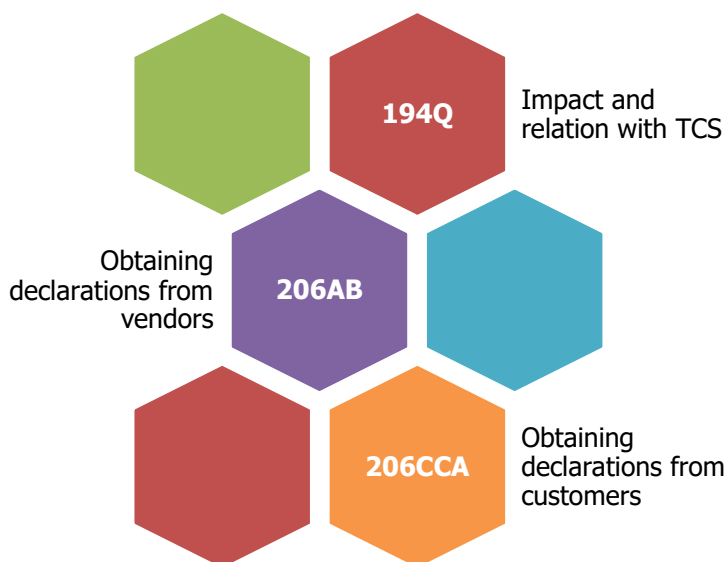 194Q
Impact and
relation with TCS
Obtaining
declarations from
vendors
206AB
206CCA
Obtaining
declarations from
customers